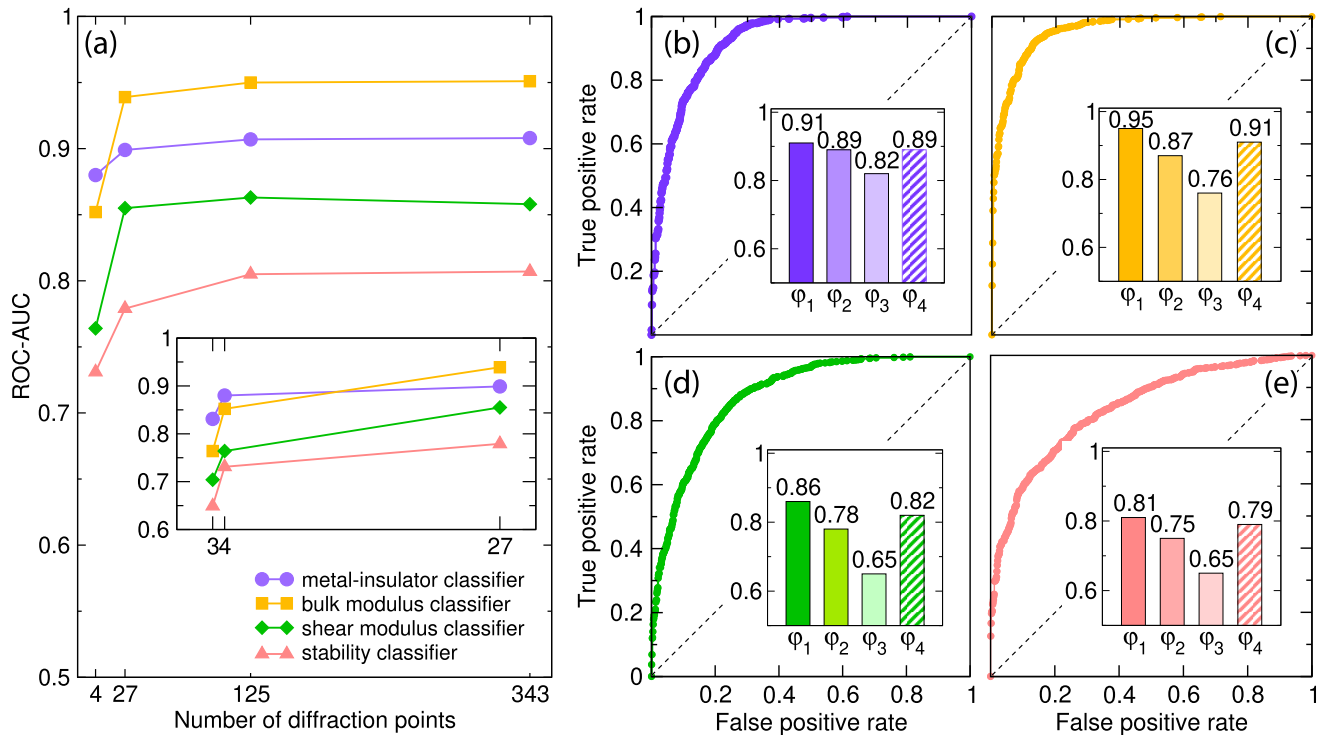 (a)
1
0.9
0.8
0.7
0.6
0.5
ROC-AUC
4 27 125 343
Number of diffraction points
1
0.9
0.8
0.7
0.6
34 27
metal-insulator classifier
bulk modulus classifier
shear modulus classifier
stability classifier
(b)
1
0.8
0.6
0.4
0.2
True positive rate
1
0.8
0.6
0.91 0.89 0.82 0.89
φ1 φ2 φ3 φ4
(c)
1
0.8
0.6
0.95 0.87 0.76 0.91
φ1 φ2 φ3 φ4
(d)
1
0.8
0.6
0.4
0.2
0
True positive rate
1
0.8
0.6
0.86 0.78 0.65 0.82
φ1 φ2 φ3 φ4
0.2 0.4 0.6 0.8 1
False positive rate
(e)
1
0.8
0.6
0.81 0.75 0.65 0.79
φ1 φ2 φ3 φ4
0.2 0.4 0.6 0.8 1
False positive rate